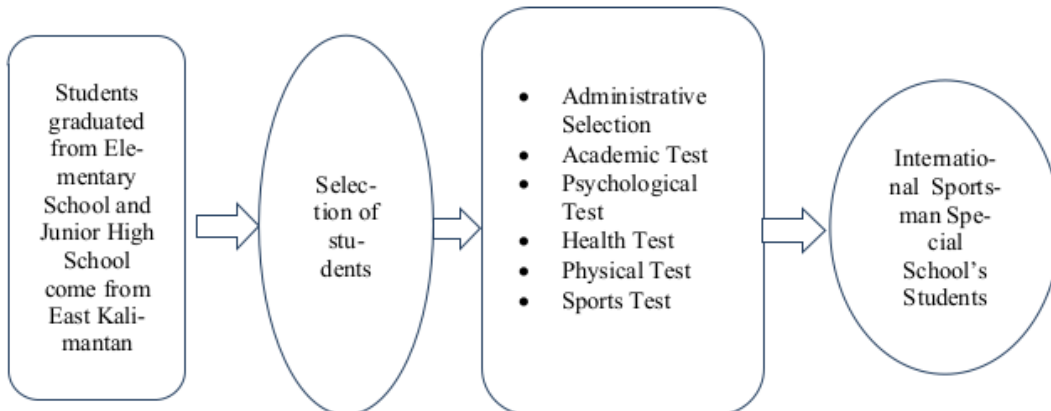 Students
graduated
from Ele-
mentary
School and
Junior High
School
come from
East Kali-
mantan
Selec-
tion of
stu-
dents
• Administrative
Selection
• Academic Test
• Psychological
Test
• Health Test
• Physical Test
• Sports Test
Internatio-
nal Sports-
man Spe-
cial
School's
Students